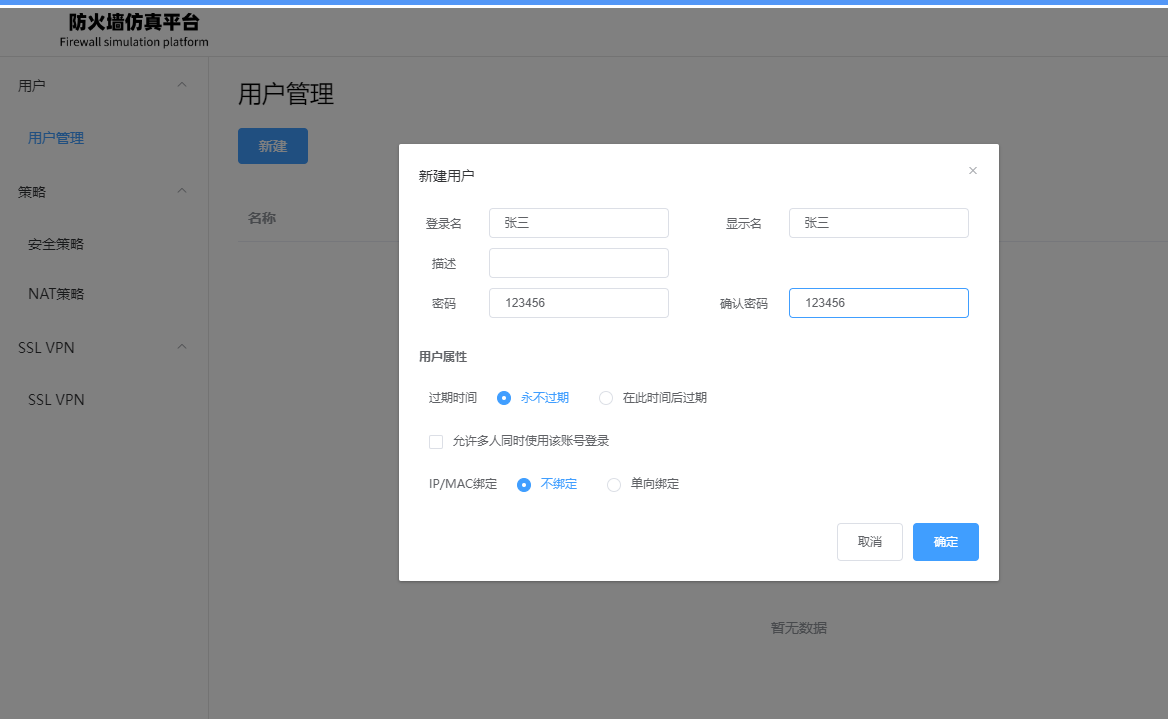 防火墙仿真平台
Firewall simulation platform
用户
用户管理
策略
安全策略
NAT策略
SSL VPN
SSL VPN
用户管理
新建
名称
新建用户
登录名 张三 显示名 张三
描述
密码 123456 确认密码 123456
用户属性
过期时间 永不过期 在此时间后过期
允许多人同时使用该账号登录
IP/MAC绑定 不绑定 单向绑定
取消 确定
暂无数据